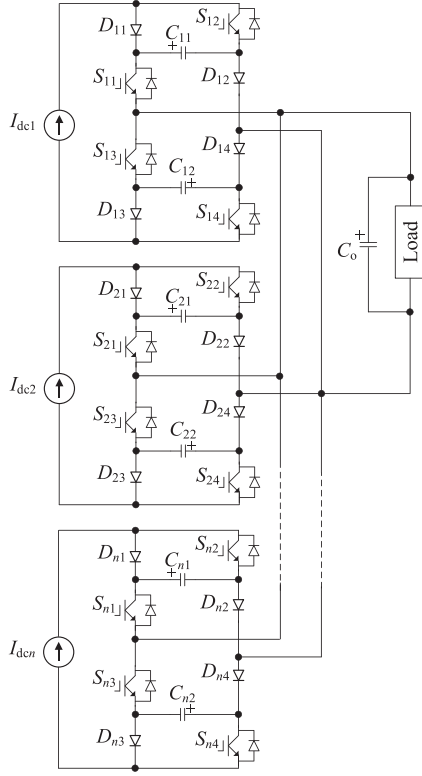 D11
S12
C11
+
S11
D12
Idc1
S13
D14
C12
+
D13
S14
+
Co
Load
D21
S22
C21
+
S21
D22
Idc2
S23
D24
C22
+
D23
S24
Dn1
Sn2
Cn1
+
Sn1
Dn2
Idcn
Sn3
Dn4
Cn2
+
Dn3
Sn4